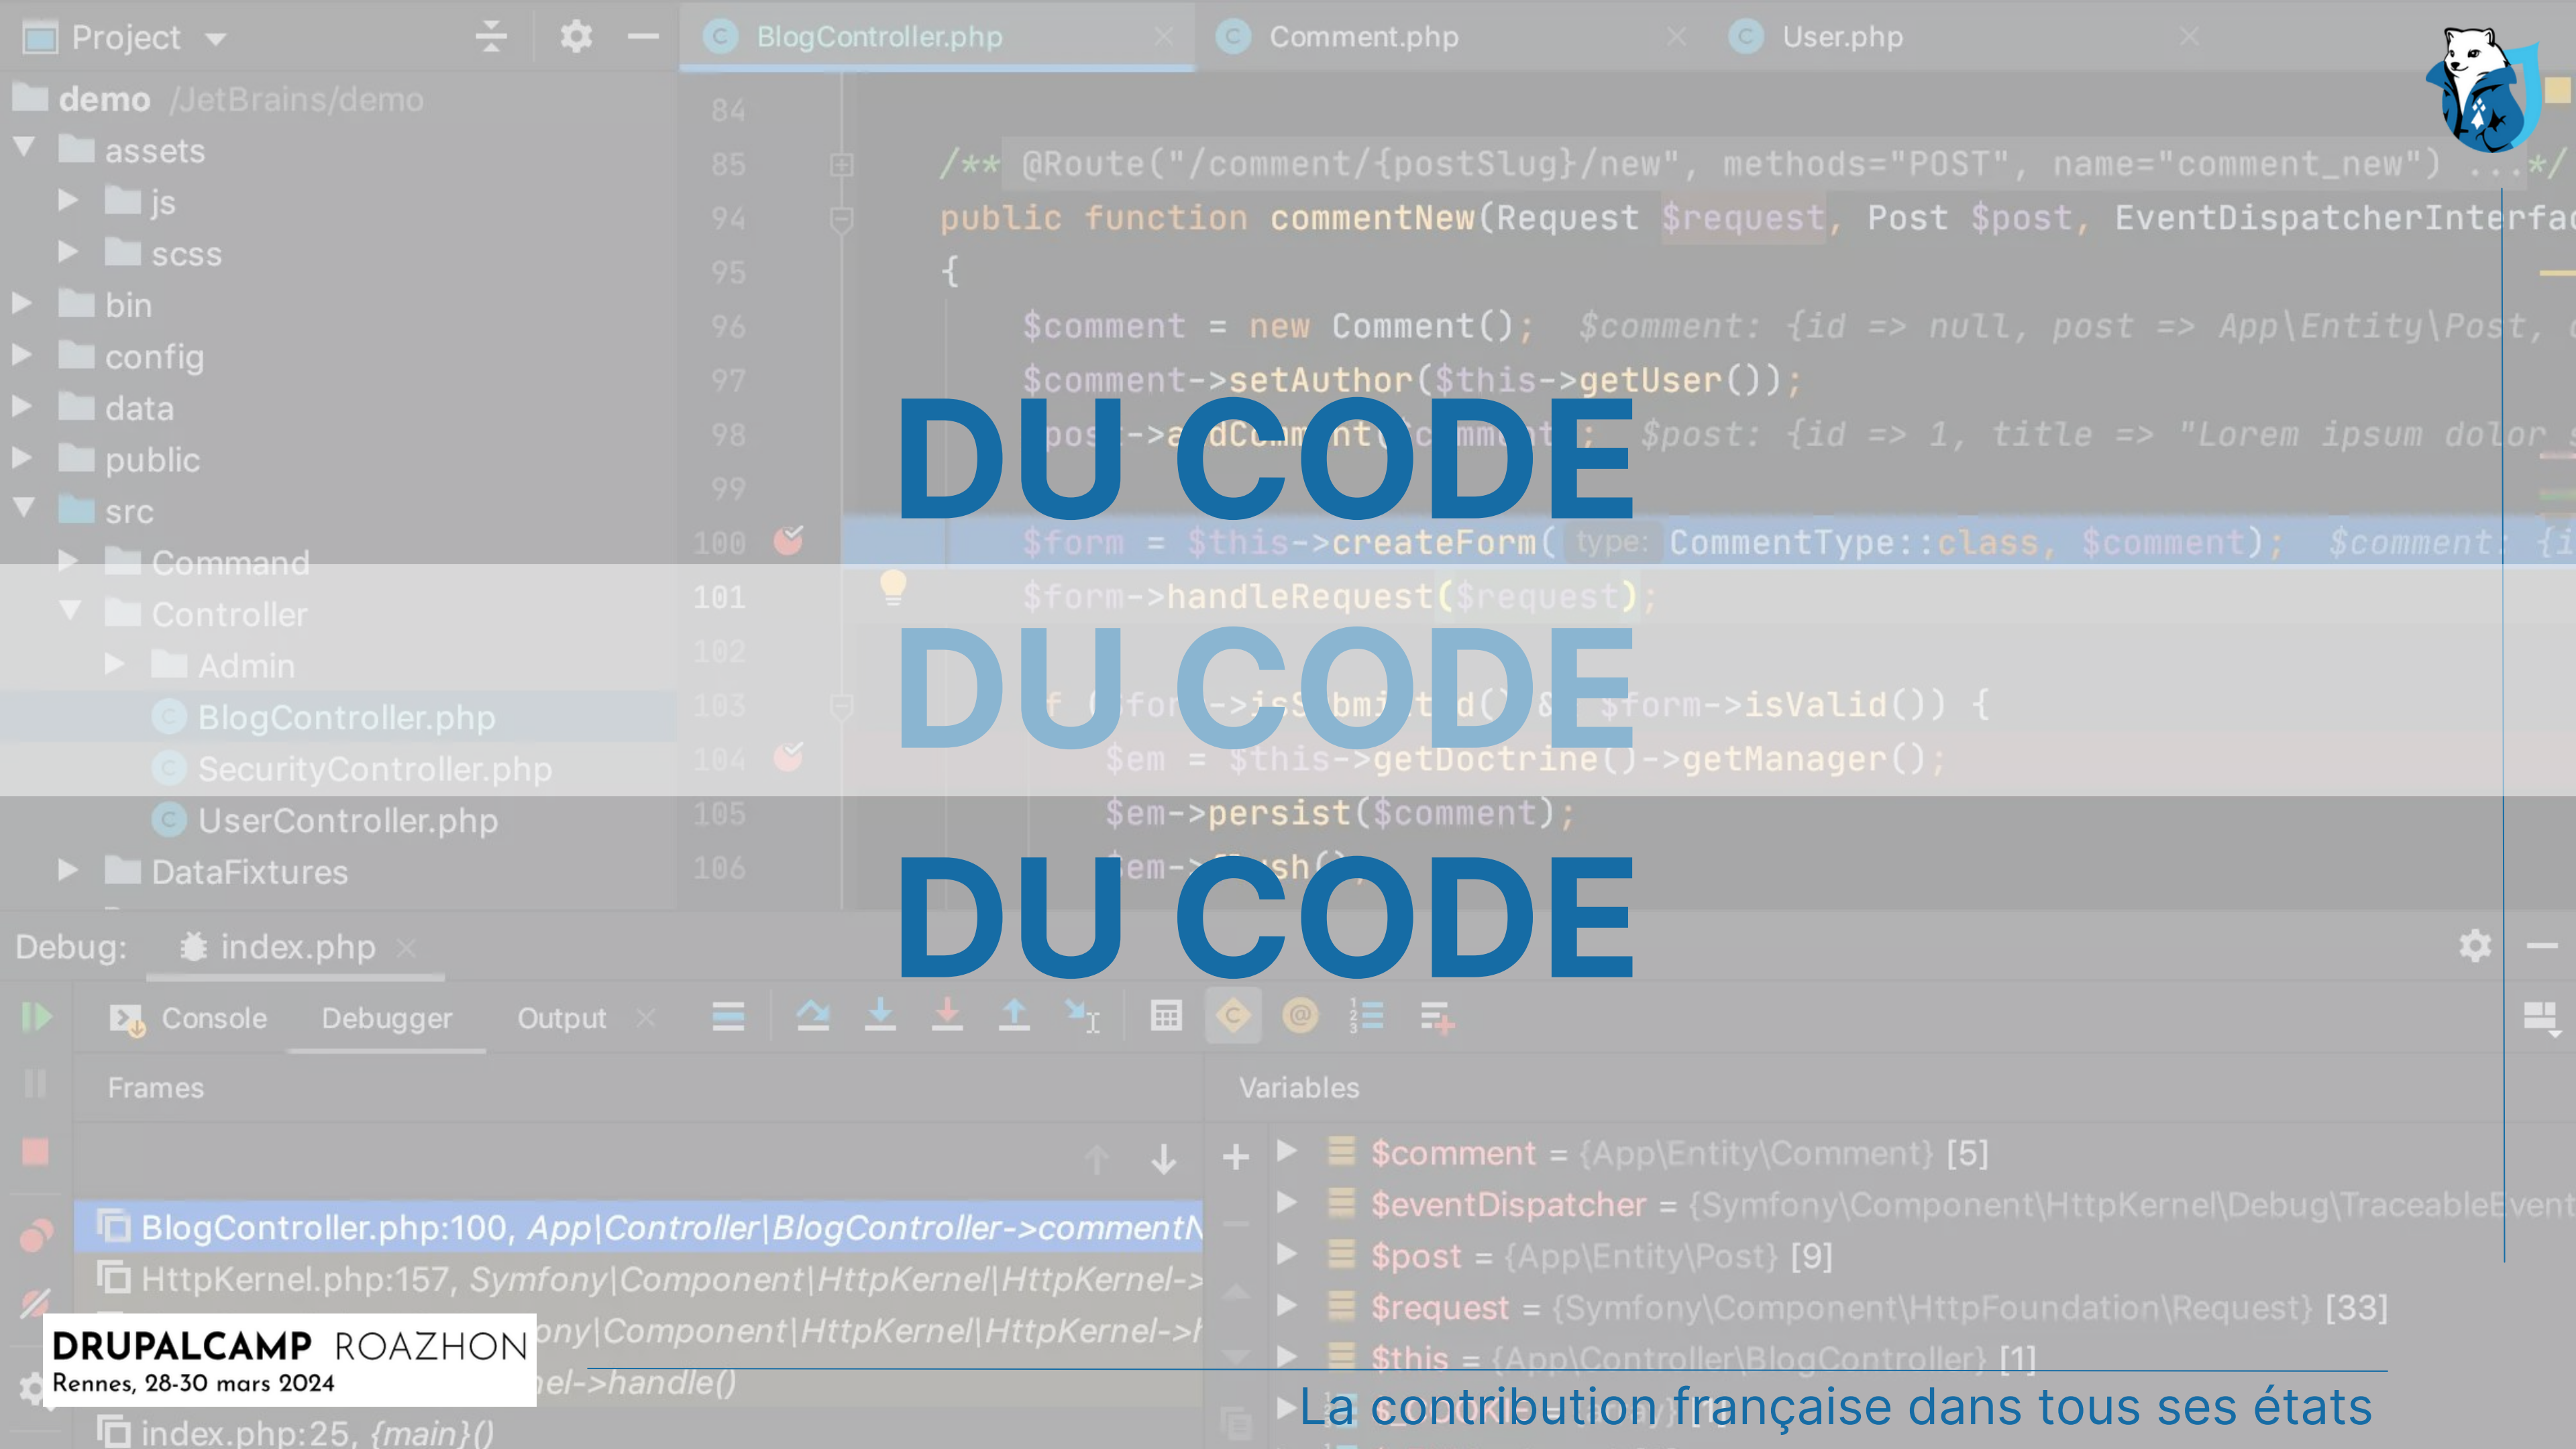 Project
BlogController.php
Comment.php
User.php
demo /JetBrains/demo
assets
js
scss
bin
config
data
public
src
Command
Controller
Admin
BlogController.php
SecurityController.php
UserController.php
DataFixtures
84
85 /** @Route("/comment/{postSlug}/new", methods="POST", name="comment_new") ...*/
94 public function commentNew(Request $request, Post $post,
95 {
96 $comment = new Comment(); $comment: {id => null, post => App\Entity\Post,
97 $comment->setAuthor($this->getUser());
98 $post: {id => 1, title => "Lorem ipsum dolor
99
100 $form = $this->createForm( type: CommentType::class, $comment); $comment:
101 $form->handleRequest($request);
102
103 $form->isValid()) {
104 $em = $this->getDoctrine()->getManager();
105 $em->persist($comment);
106
DU CODE
DU CODE
DU CODE
Debug: index.php
Console Debugger Output
Frames
Variables
BlogController.php:100, App\Controller\BlogController->
HttpKernel.php:157, Symfony\Component\HttpKernel\HttpKernel->
index.php:25, {main}()
$comment = {App\Entity\Comment} [5]
$eventDispatcher = {Symfony\Component\HttpKernel\Debug\
$post = {App\Entity\Post} [9]
$request = {Symfony\Component\HttpFoundation\Request} [33]
$this = {App\Controller\BlogController} [1]
DRUPALCAMP ROAZHON
Rennes, 28-30 mars 2024
La contribution française dans tous ses états